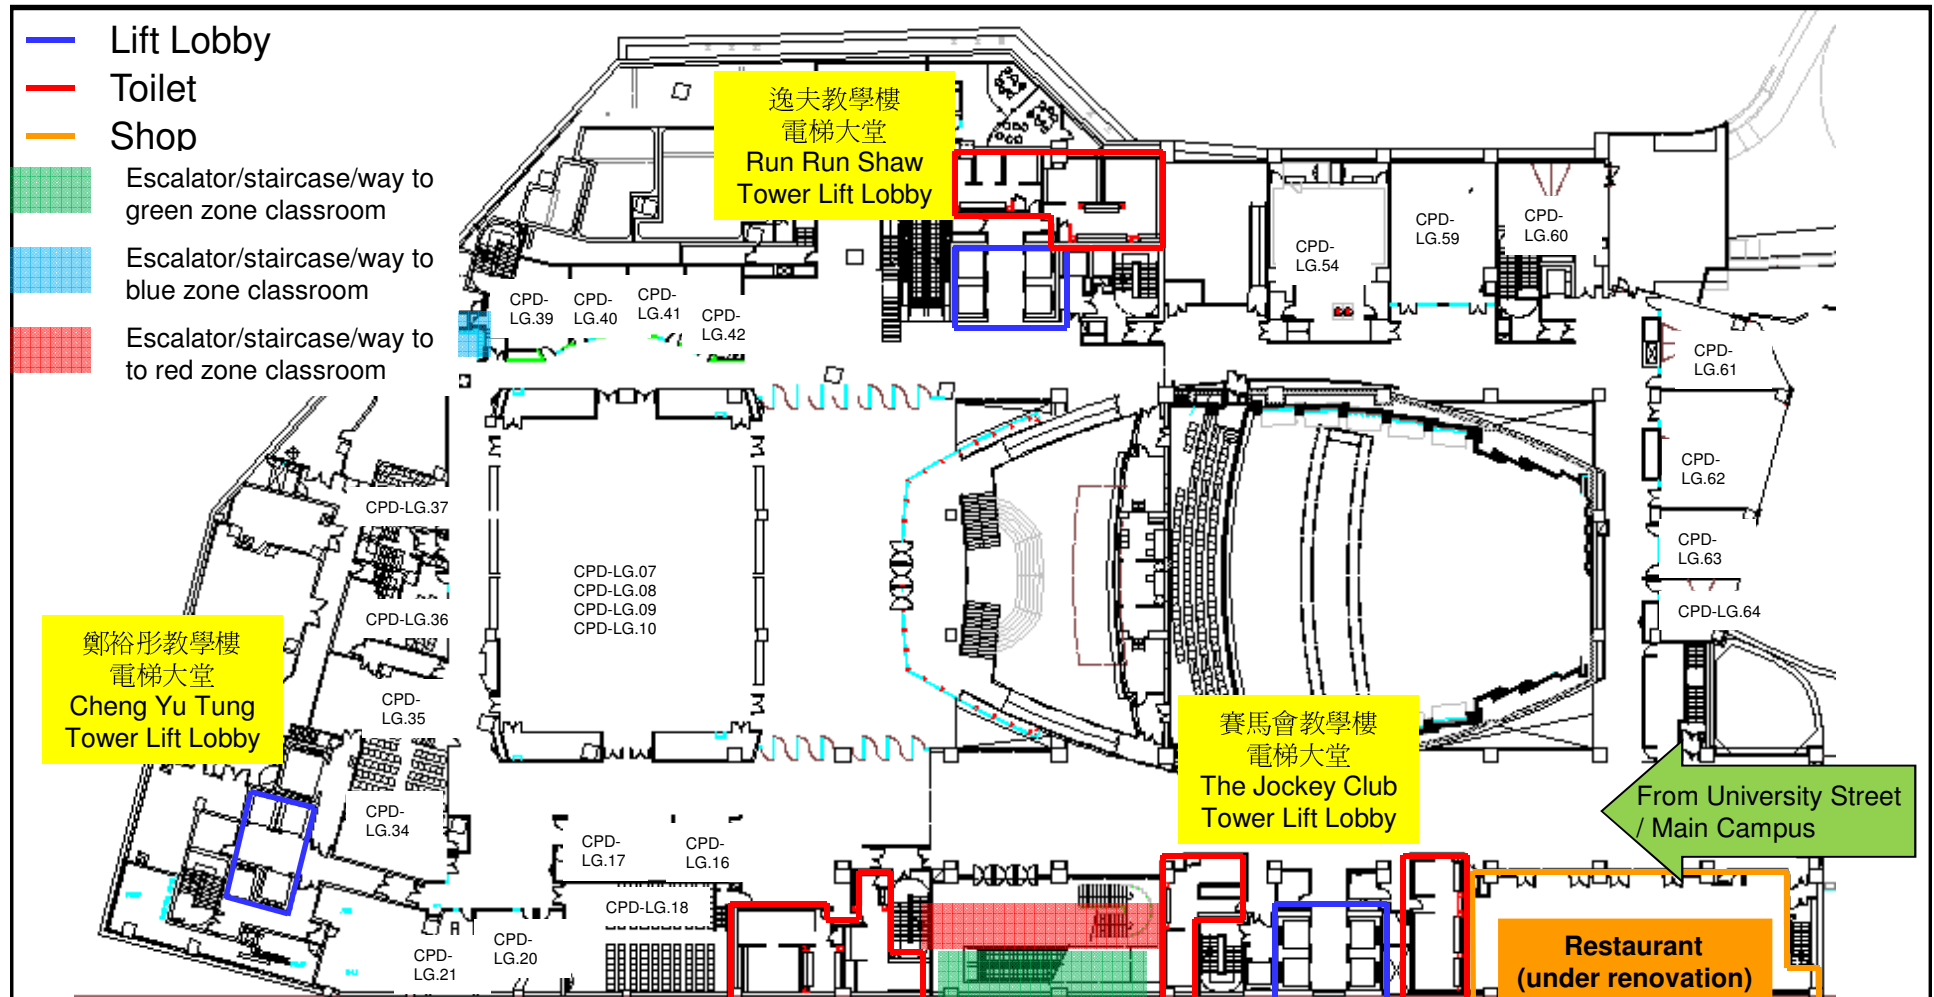 Lift Lobby
Toilet
Shop
Escalator/staircase/way to
green zone classroom
Escalator/staircase/way to
blue zone classroom
Escalator/staircase/way to
to red zone classroom
逸夫教學樓
電梯大堂
Run Run Shaw
Tower Lift Lobby
CPD-
LG.54
CPD-
LG.59
CPD-
LG.60
CPD-
LG.39
CPD-
LG.40
CPD-
LG.41
CPD-
LG.42
CPD-
LG.61
CPD-
LG.62
CPD-
LG.63
CPD-LG.64
CPD-LG.37
CPD-LG.36
CPD-
LG.35
CPD-
LG.34
CPD-LG.07
CPD-LG.08
CPD-LG.09
CPD-LG.10
鄭裕彤教學樓
電梯大堂
Cheng Yu Tung
Tower Lift Lobby
賽馬會教學樓
電梯大堂
The Jockey Club
Tower Lift Lobby
From University Street
/ Main Campus
CPD-
LG.17
CPD-
LG.16
CPD-LG.18
CPD-
LG.20
CPD-
LG.21
Restaurant
(under renovation)